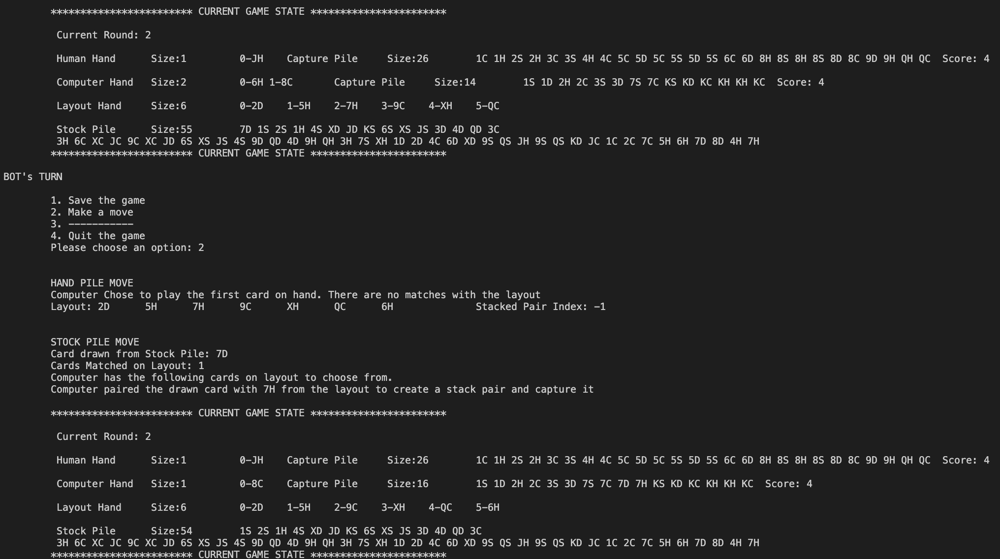 ************************ CURRENT GAME STATE ***********************
Current Round: 2
Human Hand Size:1 0-JH Capture Pile Size:26 1C 1H 2S 2H 3C 3S 4H 4C 5C 5D 5C 5S 5D 5S 6C 6D 8H 8S 8H 8S 8D 8C 9D 9H QH QC Score: 4
Computer Hand Size:2 0-6H 1-8C Capture Pile Size:14 1S 1D 2H 2C 3S 3D 7S 7C KS KD KC KH KH KC Score: 4
Layout Hand Size:6 0-2D 1-5H 2-7H 3-9C 4-XH 5-QC
Stock Pile Size:55 7D 1S 2S 1H 4S XD JD KS 6S XS JS 3D 4D QD 3C
3H 6C XC JC 9C XC JD 6S XS JS 4S 9D QD 4D 9H QH 3H 7S XH 1D 2D 4C 6D XD 9S QS JH 9S QS KD JC 1C 2C 7C 5H 6H 7D 8D 4H 7H
************************ CURRENT GAME STATE ***********************
BOT's TURN
1. Save the game
2. Make a move
3. -----------
4. Quit the game
Please choose an option: 2
HAND PILE MOVE
Computer Chose to play the first card on hand. There are no matches with the layout
Layout: 2D 5H 7H 9C XH QC 6H Stacked Pair Index: -1
STOCK PILE MOVE
Card drawn from Stock Pile: 7D
Cards Matched on Layout: 1
Computer has the following cards on layout to choose from.
Computer paired the drawn card with 7H from the layout to create a stack pair and capture it
************************ CURRENT GAME STATE ***********************
Current Round: 2
Human Hand Size:1 0-JH Capture Pile Size:26 1C 1H 2S 2H 3C 3S 4H 4C 5C 5D 5C 5S 5D 5S 6C 6D 8H 8S 8H 8S 8D 8C 9D 9H QH QC Score: 4
Computer Hand Size:1 0-8C Capture Pile Size:16 1S 1D 2H 2C 3S 3D 7S 7C 7D 7H KS KD KC KH KH KC Score: 4
Layout Hand Size:6 0-2D 1-5H 2-9C 3-XH 4-QC 5-6H
Stock Pile Size:54 1S 2S 1H 4S XD JD KS 6S XS JS 3D 4D QD 3C
3H 6C XC JC 9C XC JD 6S XS JS 4S 9D QD 4D 9H QH 3H 7S XH 1D 2D 4C 6D XD 9S QS JH 9S QS KD JC 1C 2C 7C 5H 6H 7D 8D 4H 7H
************************ CURRENT GAME STATE ***********************